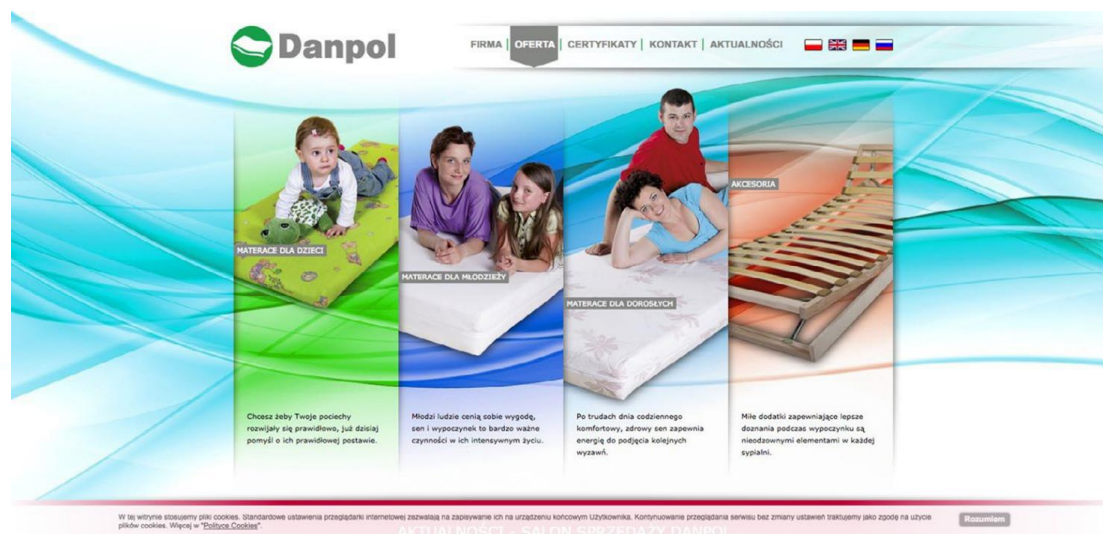 Danpol
FIRMA | OFERTA | CERTYFIKATY | KONTAKT | AKTUALNOŚCI
MATERACE DLA DZIECI
MATERACE DLA MŁODZIEŻY
MATERACE DLA DOROSŁYCH
AKCESORIA
Chcesz żeby Twoje pociechy
rozwijały się prawidłowo, już dzisiaj
pomyśl o ich prawidłowej postawie.
Młodzi ludzie cenią sobie wygodę,
sen i wypoczynek to bardzo ważne
czynności w ich intensywnym życiu.
Po trudach dnia codziennego
komfortowy, zdrowy sen zapewnia
energię do podjęcia kolejnych
wyzwań.
Miłe dodatki zapewniające lepsze
doznania podczas wypoczynku są
nieodzownymi elementami w każdej
sypialni.
W tej witrynie stosujemy pliki cookies. Standardowe ustawienia przeglądarki internetowej zezwalają na zapisywanie ich na urządzeniu końcowym Użytkownika. Kontynuowanie przeglądania serwisu bez zmiany ustawień traktujemy jako zgodę na użycie
plików cookies. Więcej w "Polityce Cookies".
Rozumiem
AKTUALNOŚCI - SALON SPRZEDAŻY DANPOL